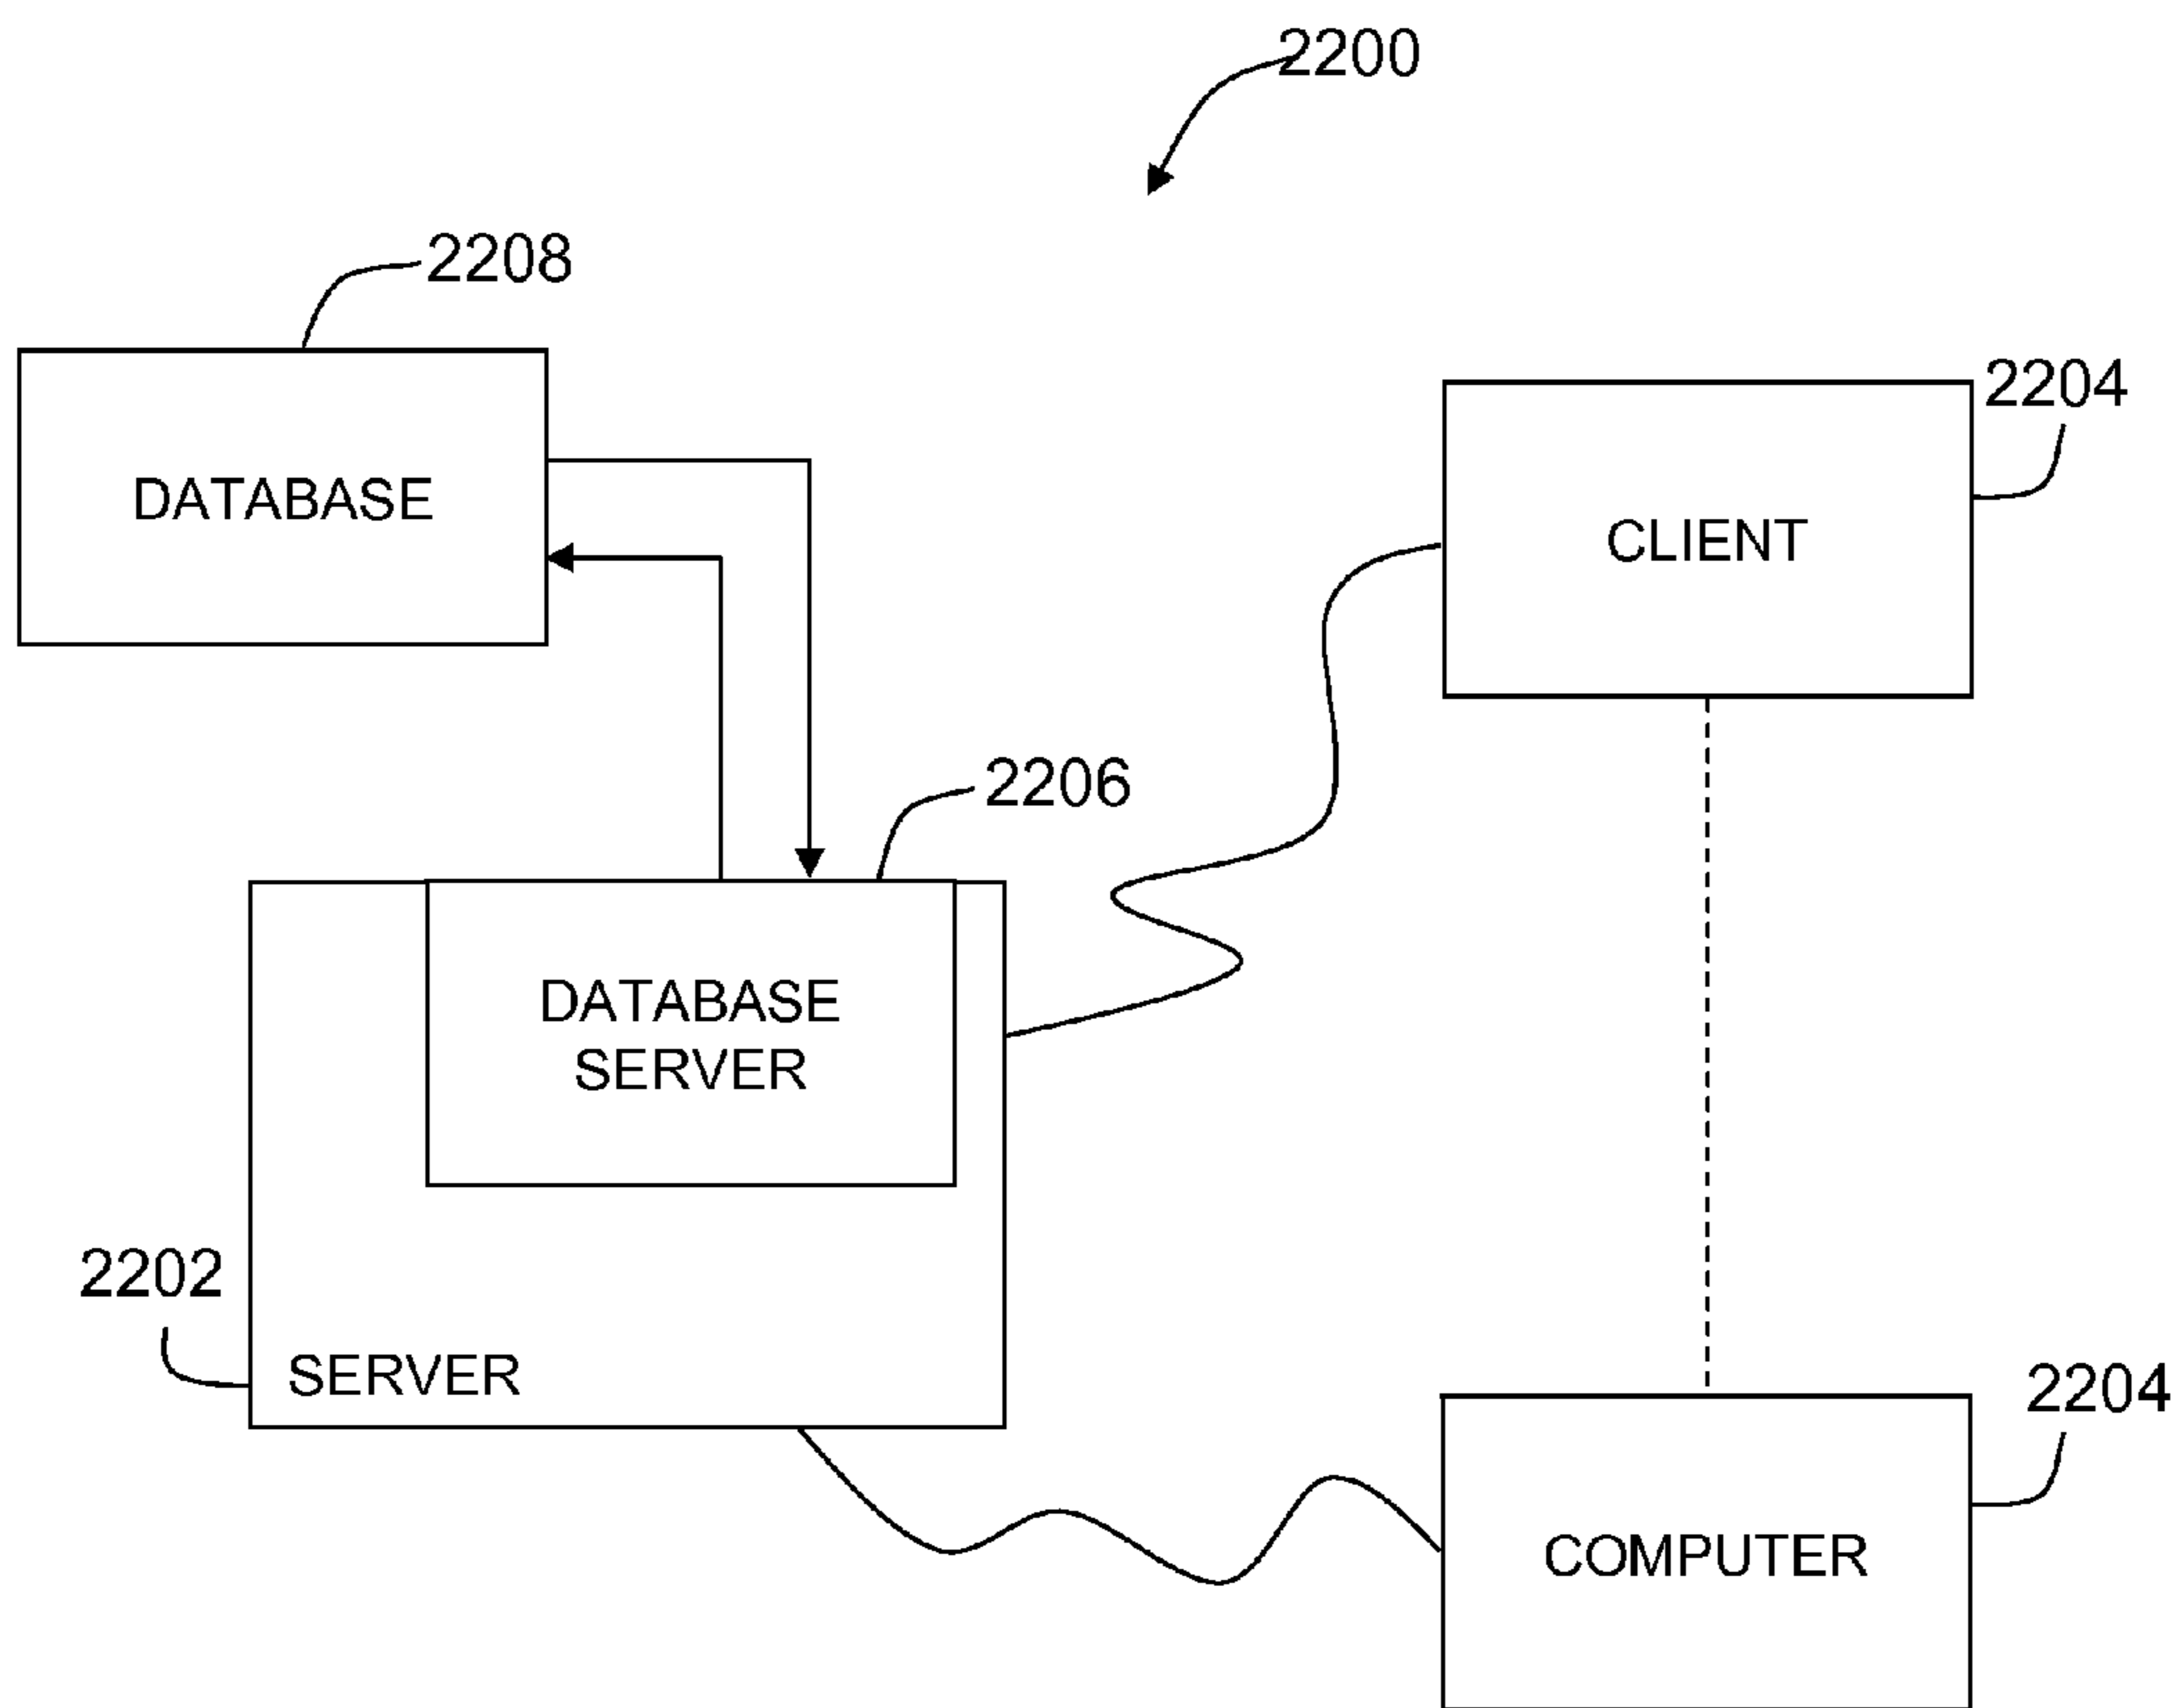 2200
2208
2204
DATABASE
CLIENT
2206
DATABASE
SERVER
2202
SERVER
2204
COMPUTER